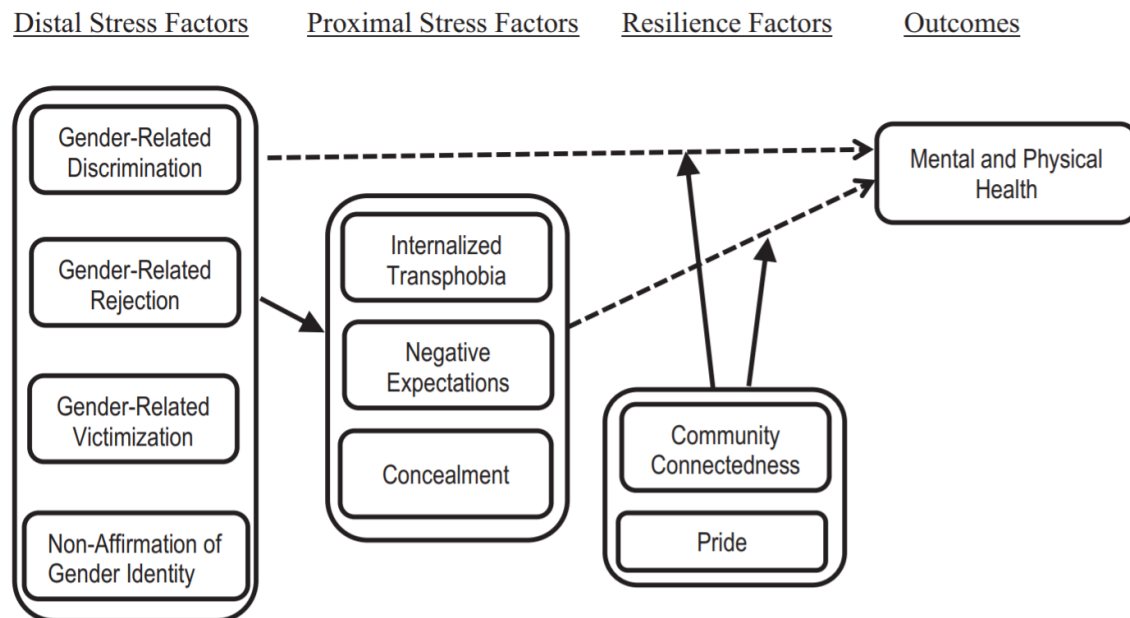 Distal Stress Factors
Proximal Stress Factors
Resilience Factors
Outcomes
Gender-Related
Discrimination
Gender-Related
Rejection
Gender-Related
Victimization
Non-Affirmation of
Gender Identity
Internalized
Transphobia
Negative
Expectations
Concealment
Community
Connectedness
Pride
Mental and Physical
Health